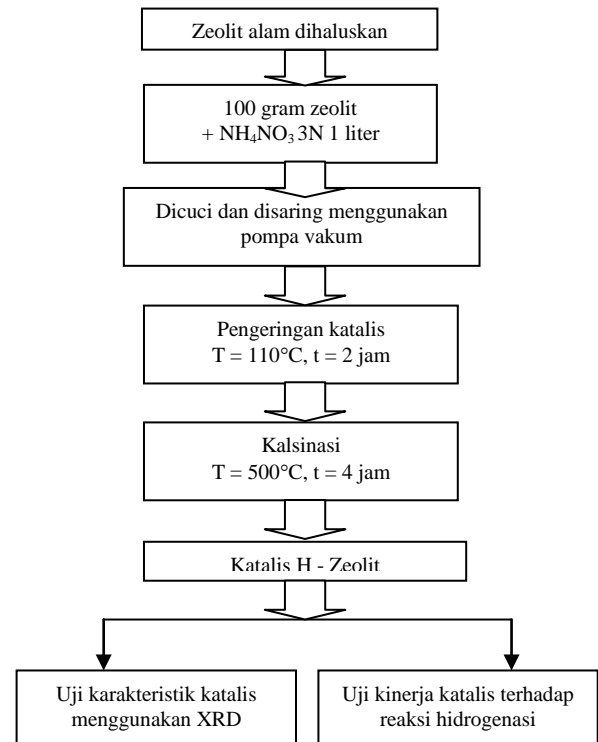 Zeolit alam dihaluskan
100 gram zeolit
+ NH₄NO₃ 3N 1 liter
Dicuci dan disaring menggunakan
pompa vakum
Pengeringan katalis
T = 110°C, t = 2 jam
Kalsinasi
T = 500°C, t = 4 jam
Katalis H - Zeolit
Uji karakteristik katalis
menggunakan XRD
Uji kinerja katalis terhadap
reaksi hidrogenasi